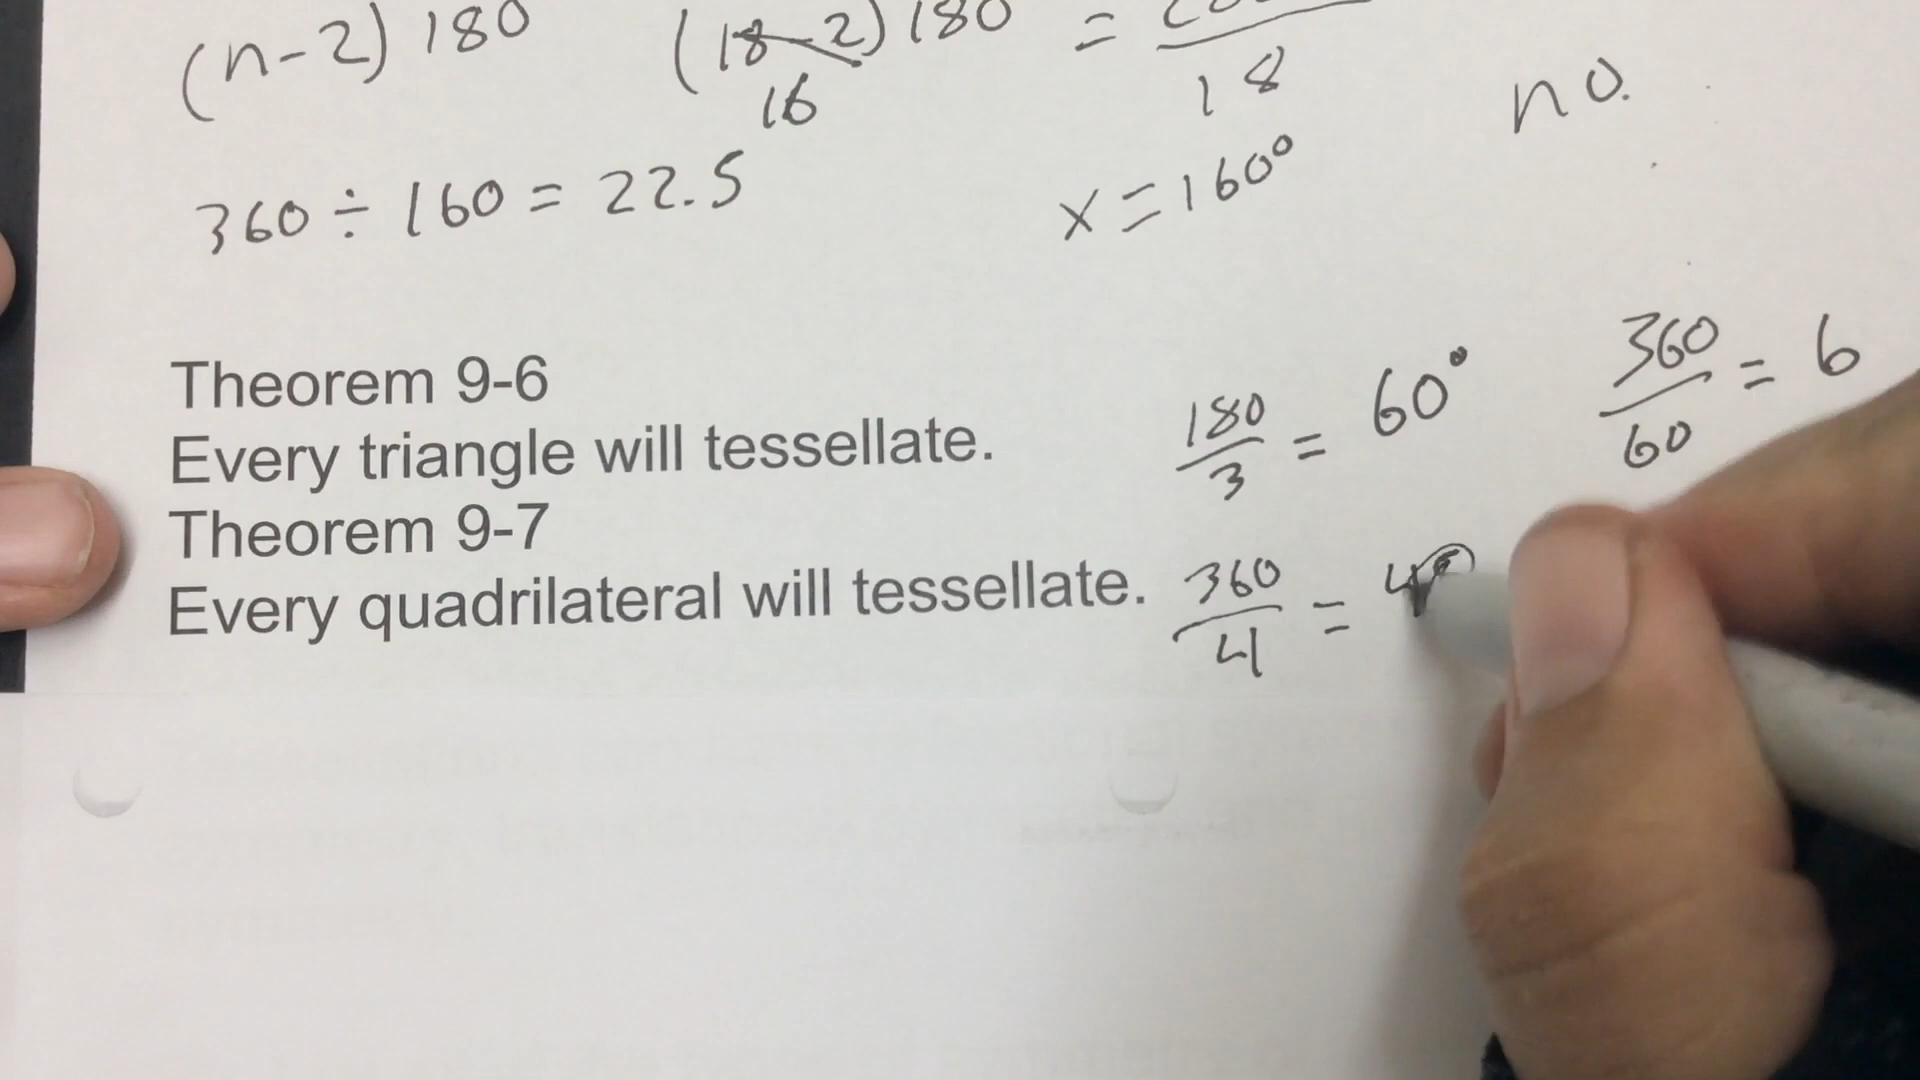 (n-2) 180 (18-2) 180 =
18
16
no.
360 ÷ 160 = 22.5
x = 160°
Theorem 9-6
Every triangle will tessellate.
180/3 = 60°
360/60 = 6
Theorem 9-7
Every quadrilateral will tessellate.
360/4 =